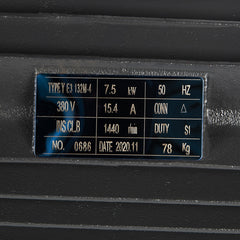 TYPE Y E3 132M-4 7.5 kW 50 HZ
380 V 15.4 A CONN △
INS CL.B 1440 r/min DUTY S1
NO. 0686 DATE 2020.11 78 Kg